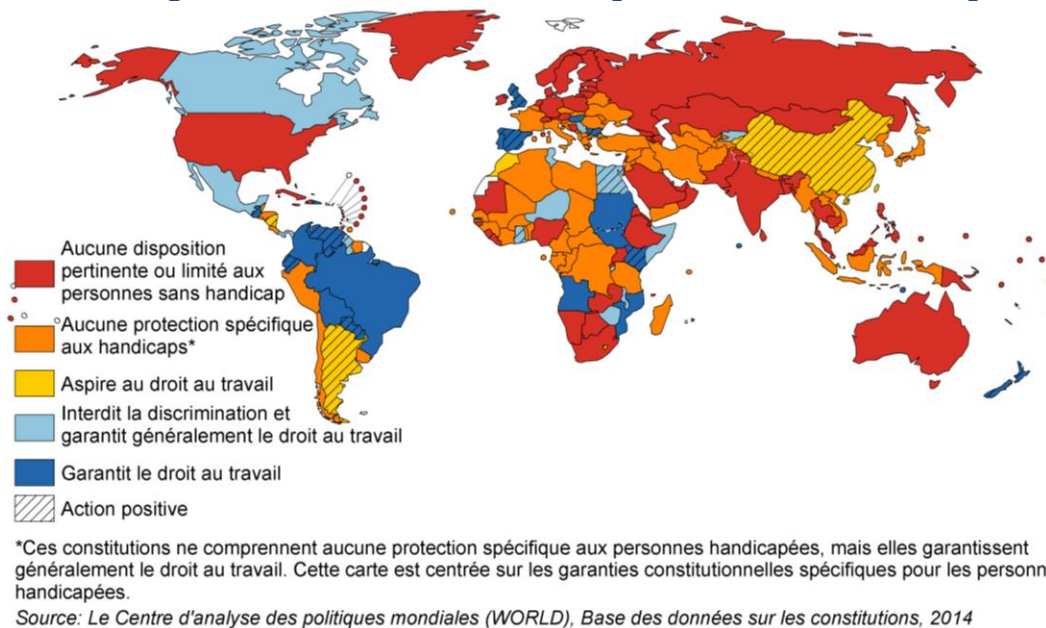 Aucune disposition
pertinente ou limité aux
personnes sans handicap
Aucune protection spécifique
aux handicaps*
Aspire au droit au travail
Interdit la discrimination et
garantit généralement le droit au travail
Garantit le droit au travail
Action positive
*Ces constitutions ne comprennent aucune protection spécifique aux personnes handicapées, mais elles garantissent
généralement le droit au travail. Cette carte est centrée sur les garanties constitutionnelles spécifiques pour les personn
handicapées.
Source: Le Centre d'analyse des politiques mondiales (WORLD), Base des données sur les constitutions, 2014